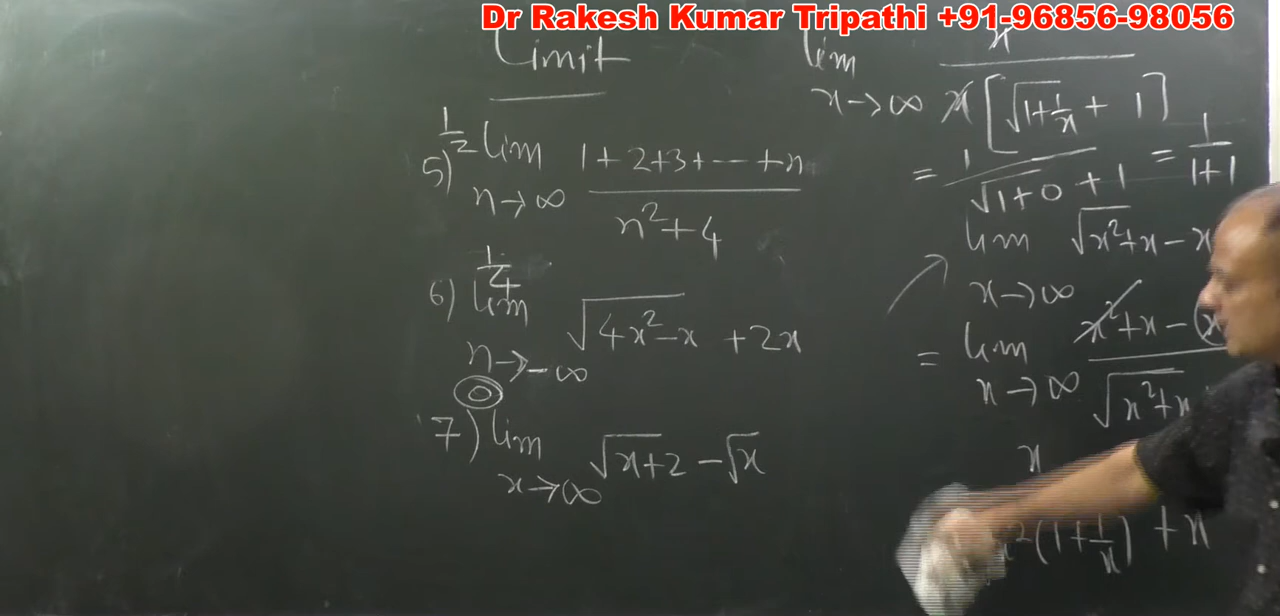 Dr Rakesh Kumar Tripathi +91-96856-98056
Limit
1/2
5) lim n→∞ (1+2+3+---+n)/(n²+4)
1/4
6) lim x→-∞ √(4x²-x) +2x
0
7) lim x→∞ √(x+2) -√x
lim x→∞ x/(x[√(1+1/x) + 1])
= 1/(√(1+0) +1) = 1/(1+1)
lim x→∞ √(x²+x) - x
= lim x→∞ x²+x - x
√(x²+x)
x
x²(1+1/x) +x